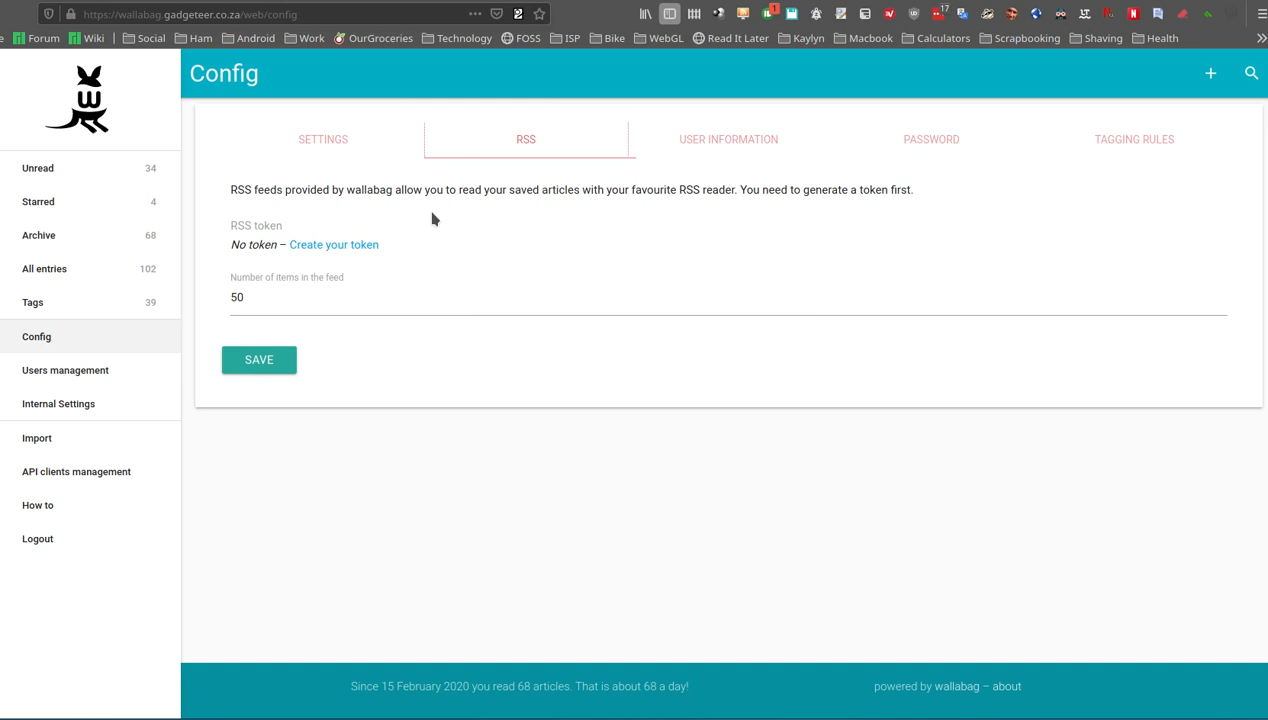 https://wallabag.gadgeteer.co.za/web/config
1
17
Forum
Wiki
Social
Ham
Android
Work
OurGroceries
Technology
FOSS
ISP
Bike
WebGL
Read It Later
Kaylyn
Macbook
Calculators
Scrapbooking
Shaving
Health
W
Config
SETTINGS
RSS
USER INFORMATION
PASSWORD
TAGGING RULES
Unread 34
Starred 4
Archive 68
All entries 102
Tags 39
Config
Users management
Internal Settings
Import
API clients management
How to
Logout
RSS feeds provided by wallabag allow you to read your saved articles with your favourite RSS reader. You need to generate a token first.
RSS token
No token – Create your token
Number of items in the feed
50
SAVE
Since 15 February 2020 you read 68 articles. That is about 68 a day!
powered by wallabag – about